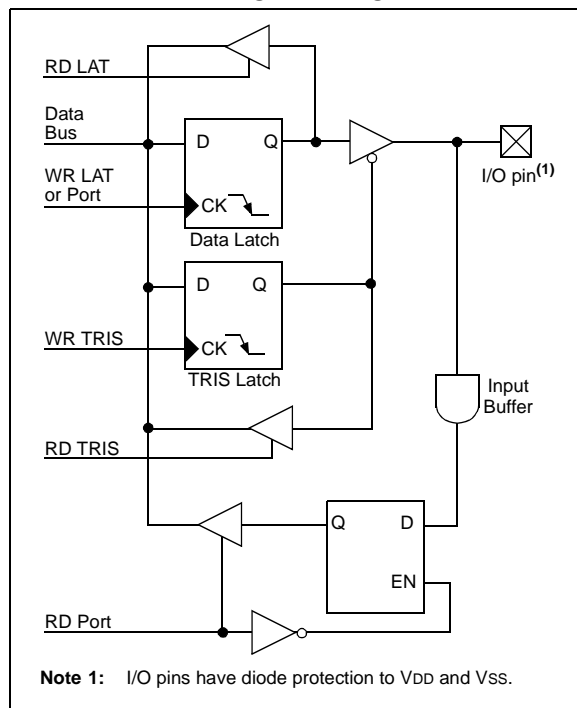 RD LAT
Data
Bus
D Q
I/O pin(1)
WR LAT
or Port
CK
Data Latch
D Q
WR TRIS
CK
TRIS Latch
Input
Buffer
RD TRIS
Q D
EN
RD Port
Note 1: I/O pins have diode protection to VDD and VSS.